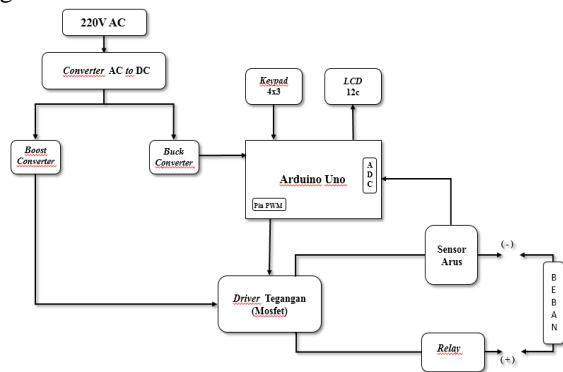 220V AC
Converter AC to DC
Keypad
4x3
LCD
12c
Boost
Converter
Buck
Converter
Arduino Uno
A
D
C
Pin PWM
Sensor
Arus
(-)
Driver Tegangan
(Mosfet)
B
E
B
A
N
Relay
(+)